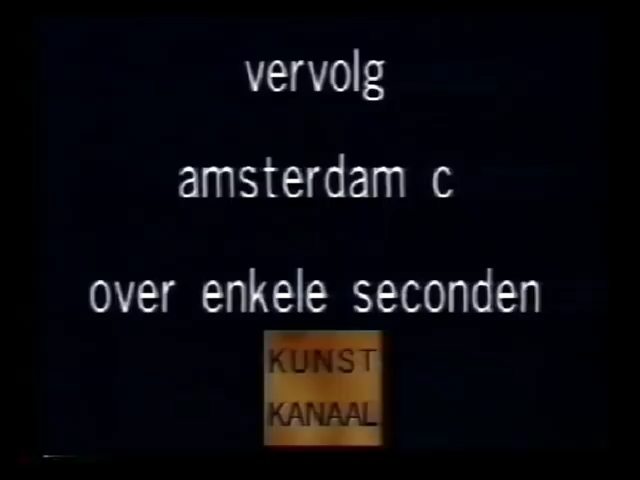 vervolg
amsterdam c
over enkele seconden
KUNST
KANAAL